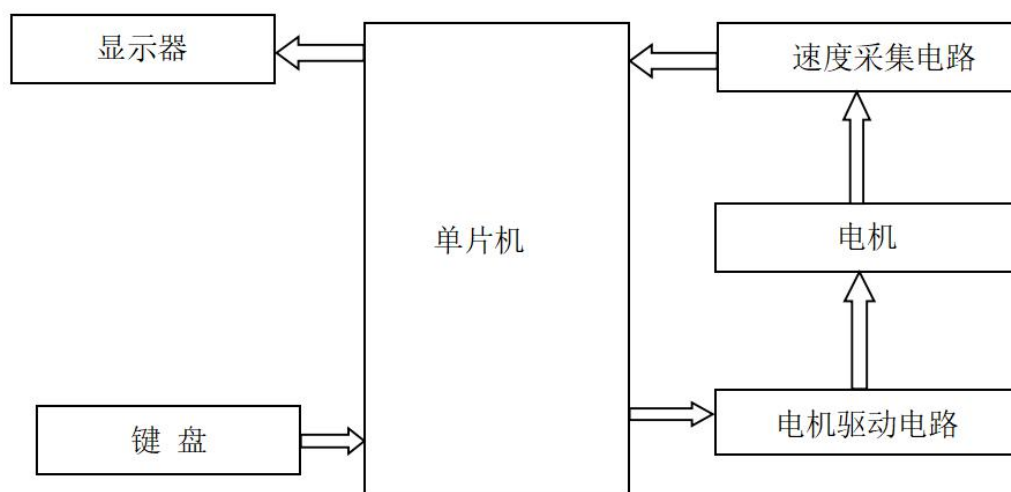 显示器
速度采集电路
单片机
电机
键 盘
电机驱动电路